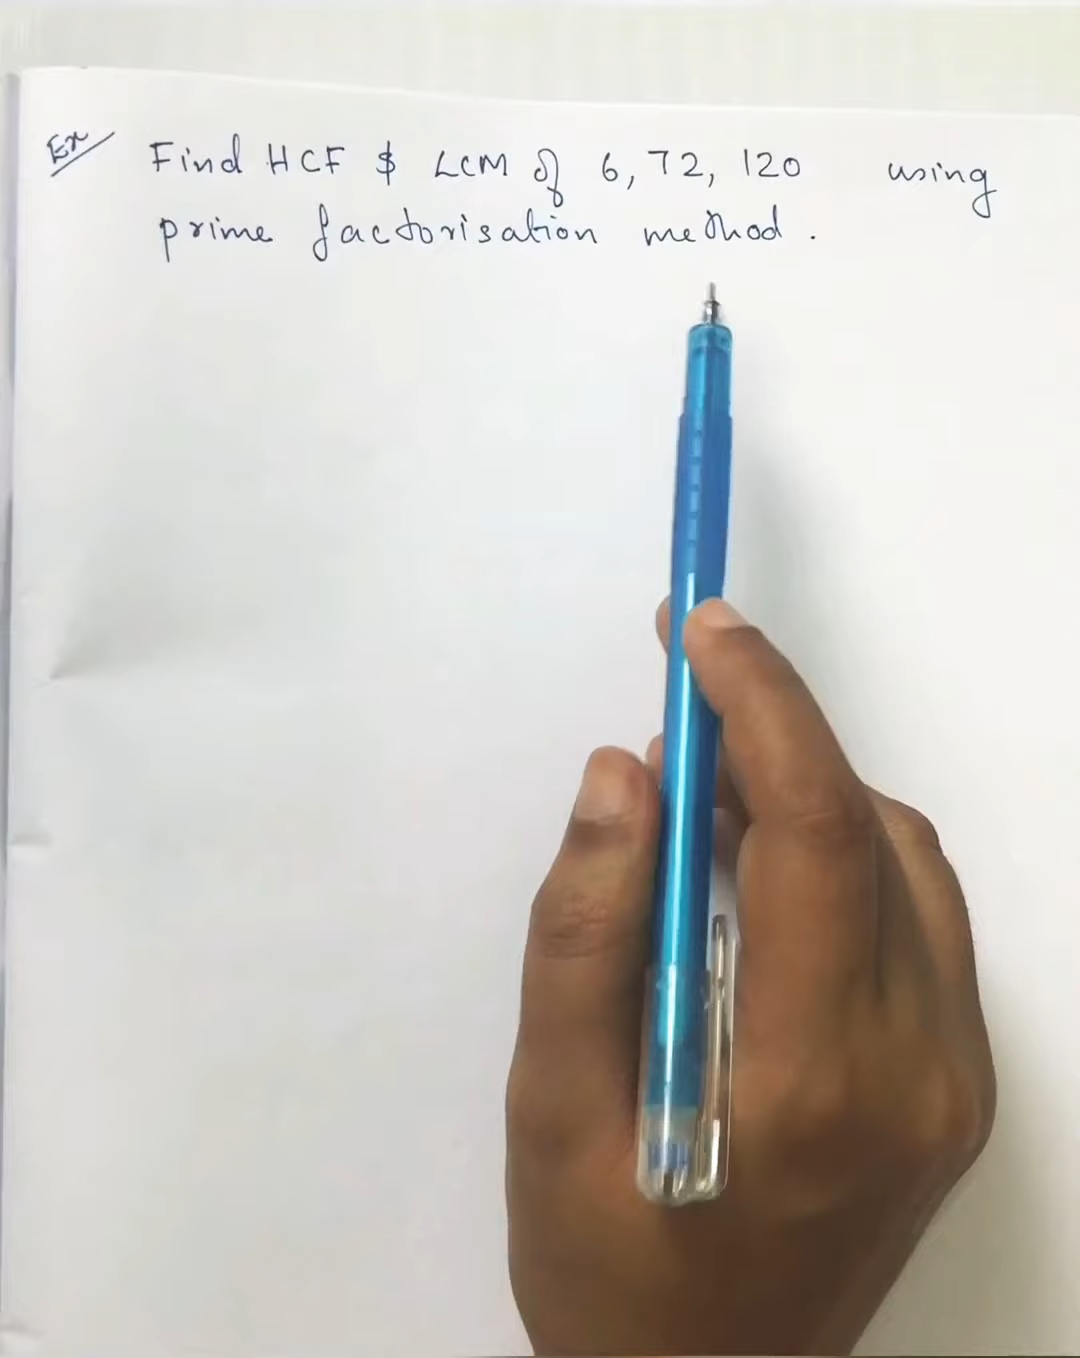 Ex Find HCF & LCM of 6, 72, 120 using
prime factorisation method.